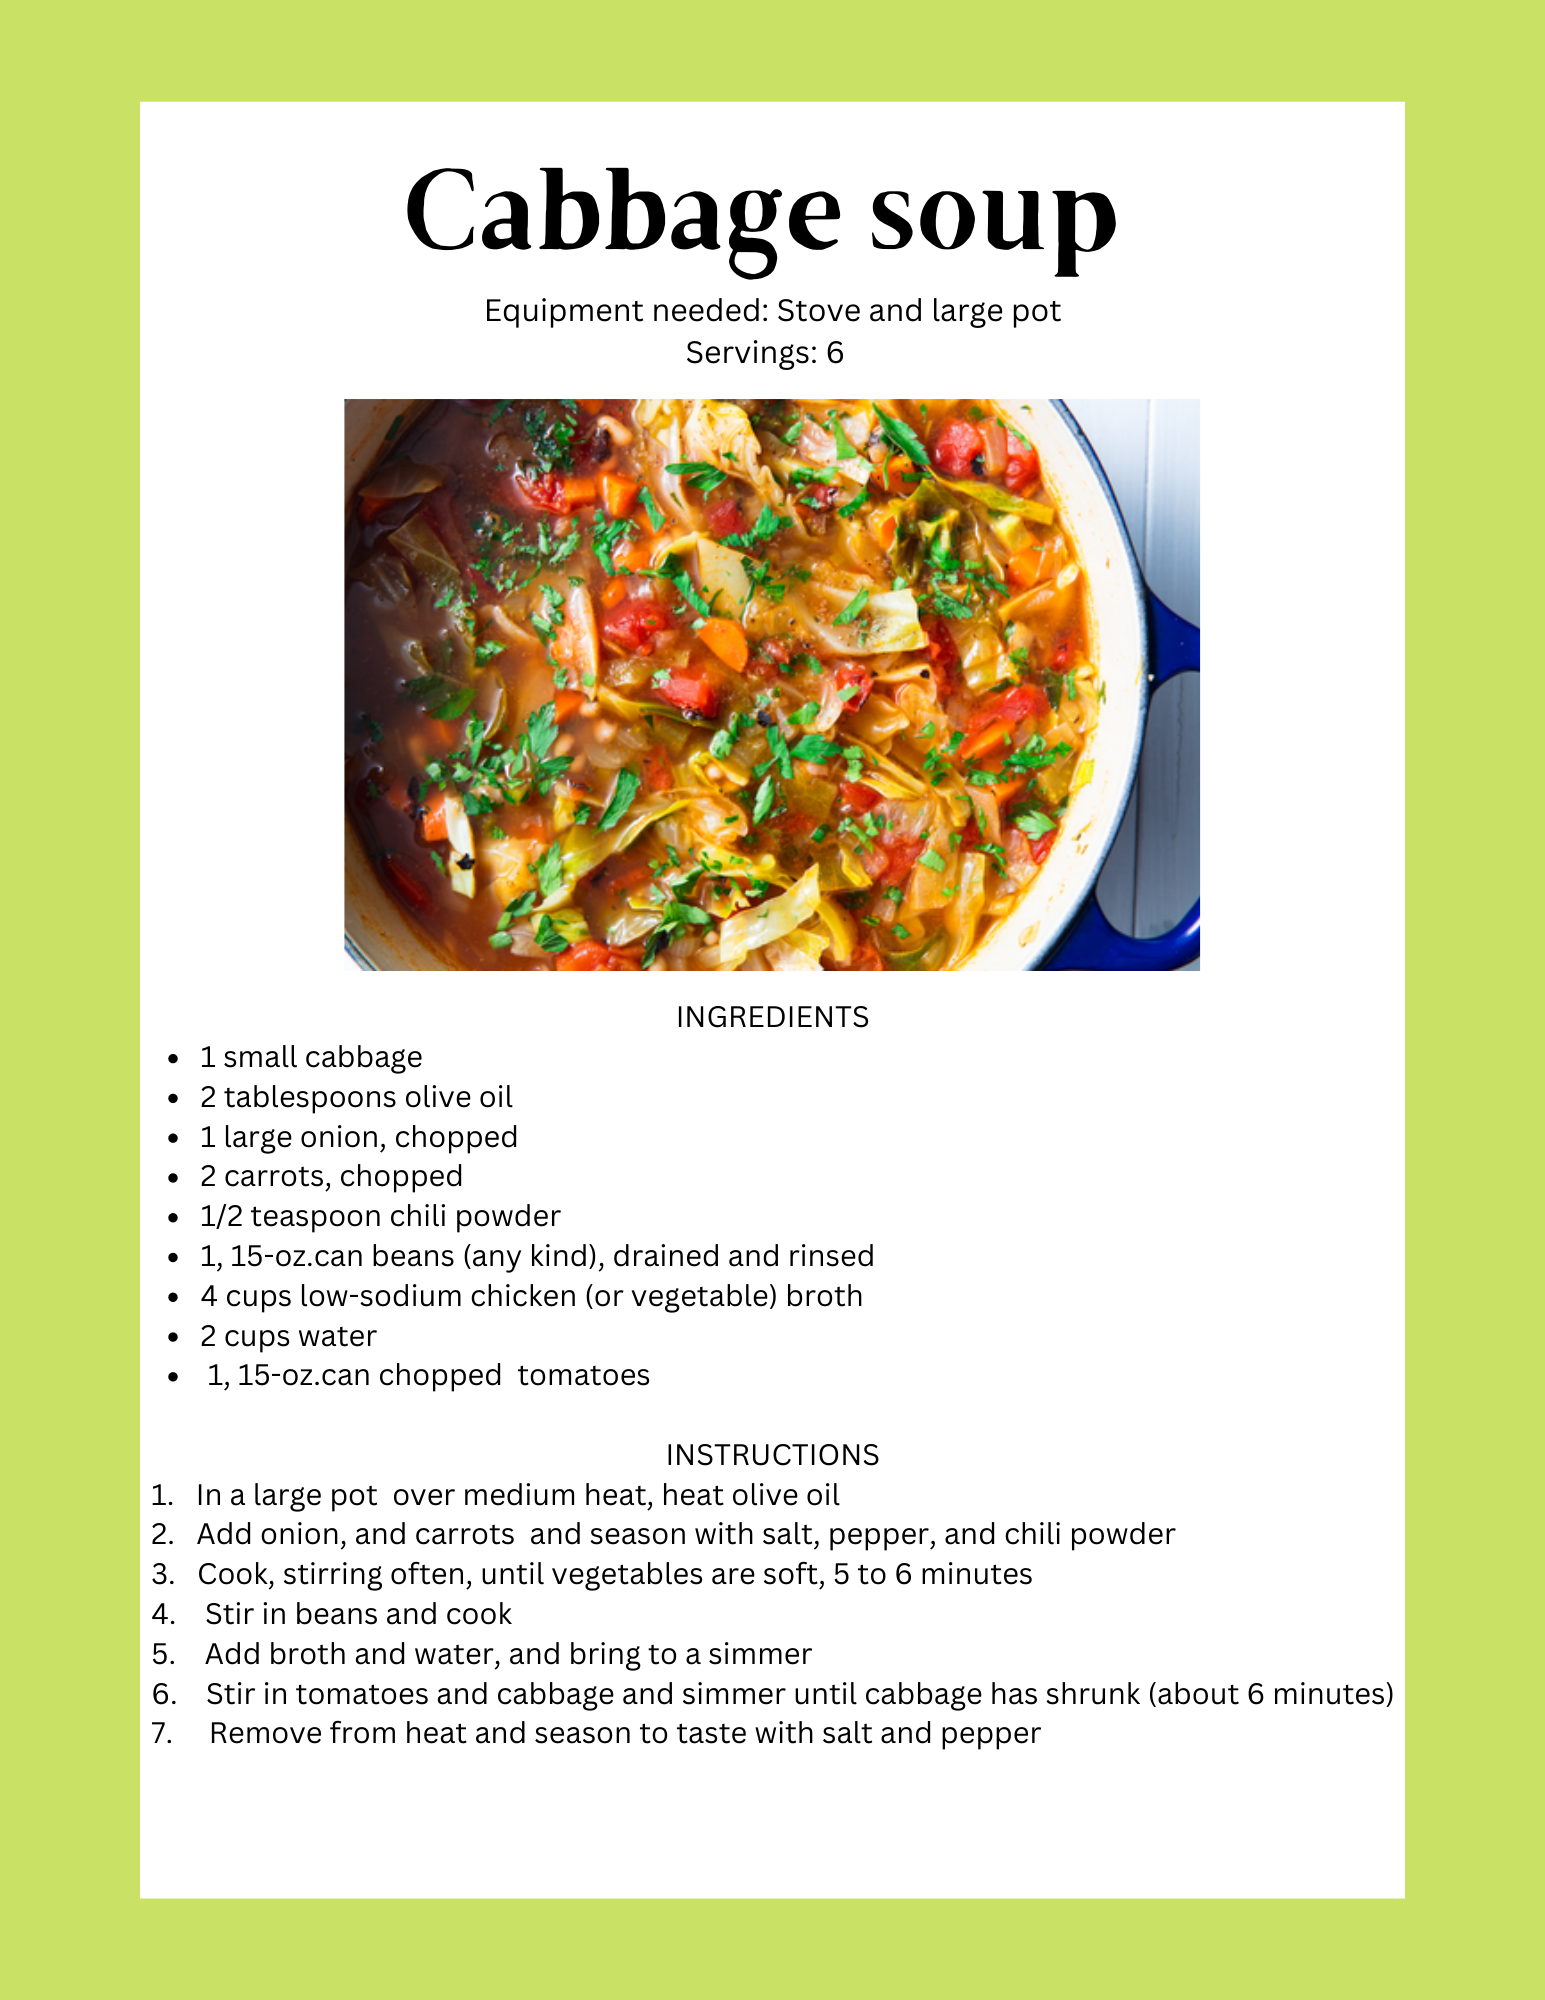 Cabbage soup
Equipment needed: Stove and large pot
Servings: 6
INGREDIENTS
• 1 small cabbage
• 2 tablespoons olive oil
• 1 large onion, chopped
• 2 carrots, chopped
• 1/2 teaspoon chili powder
• 1, 15-oz.can beans (any kind), drained and rinsed
• 4 cups low-sodium chicken (or vegetable) broth
• 2 cups water
• 1, 15-oz.can chopped  tomatoes
INSTRUCTIONS
1. In a large pot  over medium heat, heat olive oil
2. Add onion, and carrots  and season with salt, pepper, and chili powder
3. Cook, stirring often, until vegetables are soft, 5 to 6 minutes
4. Stir in beans and cook
5. Add broth and water, and bring to a simmer
6. Stir in tomatoes and cabbage and simmer until cabbage has shrunk (about 6 minutes)
7. Remove from heat and season to taste with salt and pepper